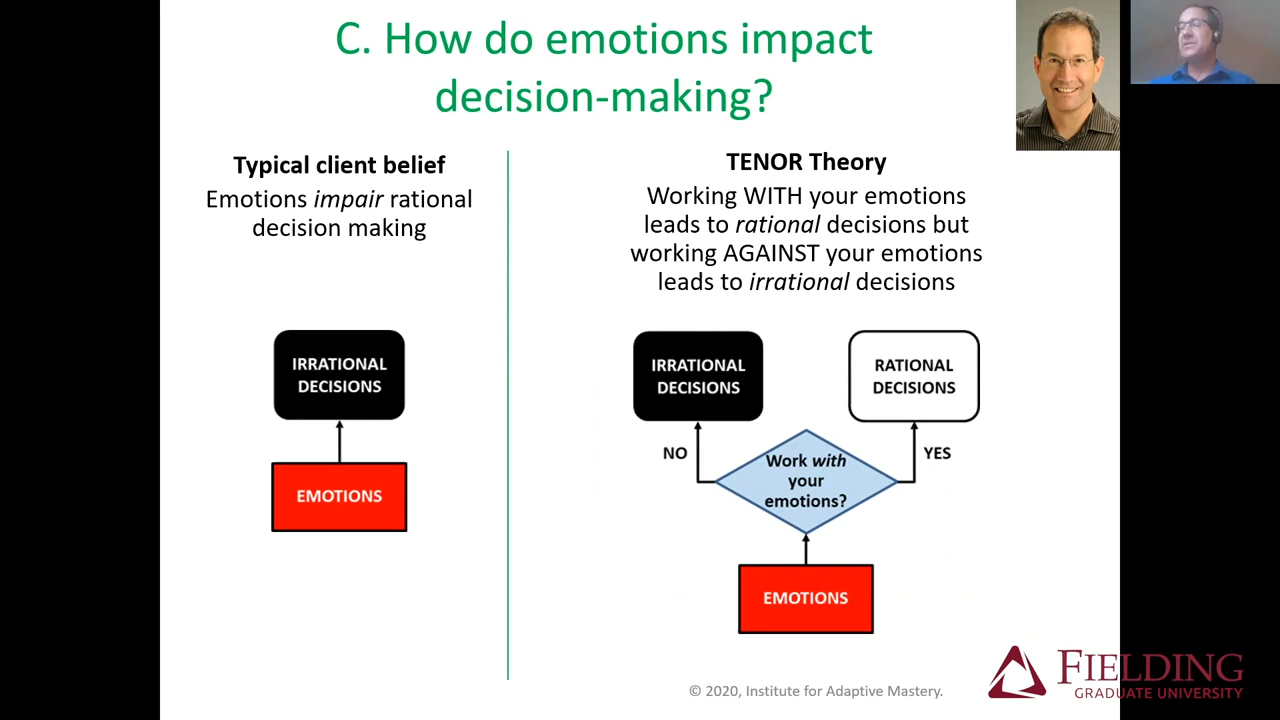 C. How do emotions impact
decision-making?
Typical client belief
Emotions impair rational
decision making
IRRATIONAL
DECISIONS
EMOTIONS
TENOR Theory
Working WITH your emotions
leads to rational decisions but
working AGAINST your emotions
leads to irrational decisions
IRRATIONAL
DECISIONS
RATIONAL
DECISIONS
NO
YES
Work with
your
emotions?
EMOTIONS
© 2020, Institute for Adaptive Mastery.
FIELDING
GRADUATE UNIVERSITY